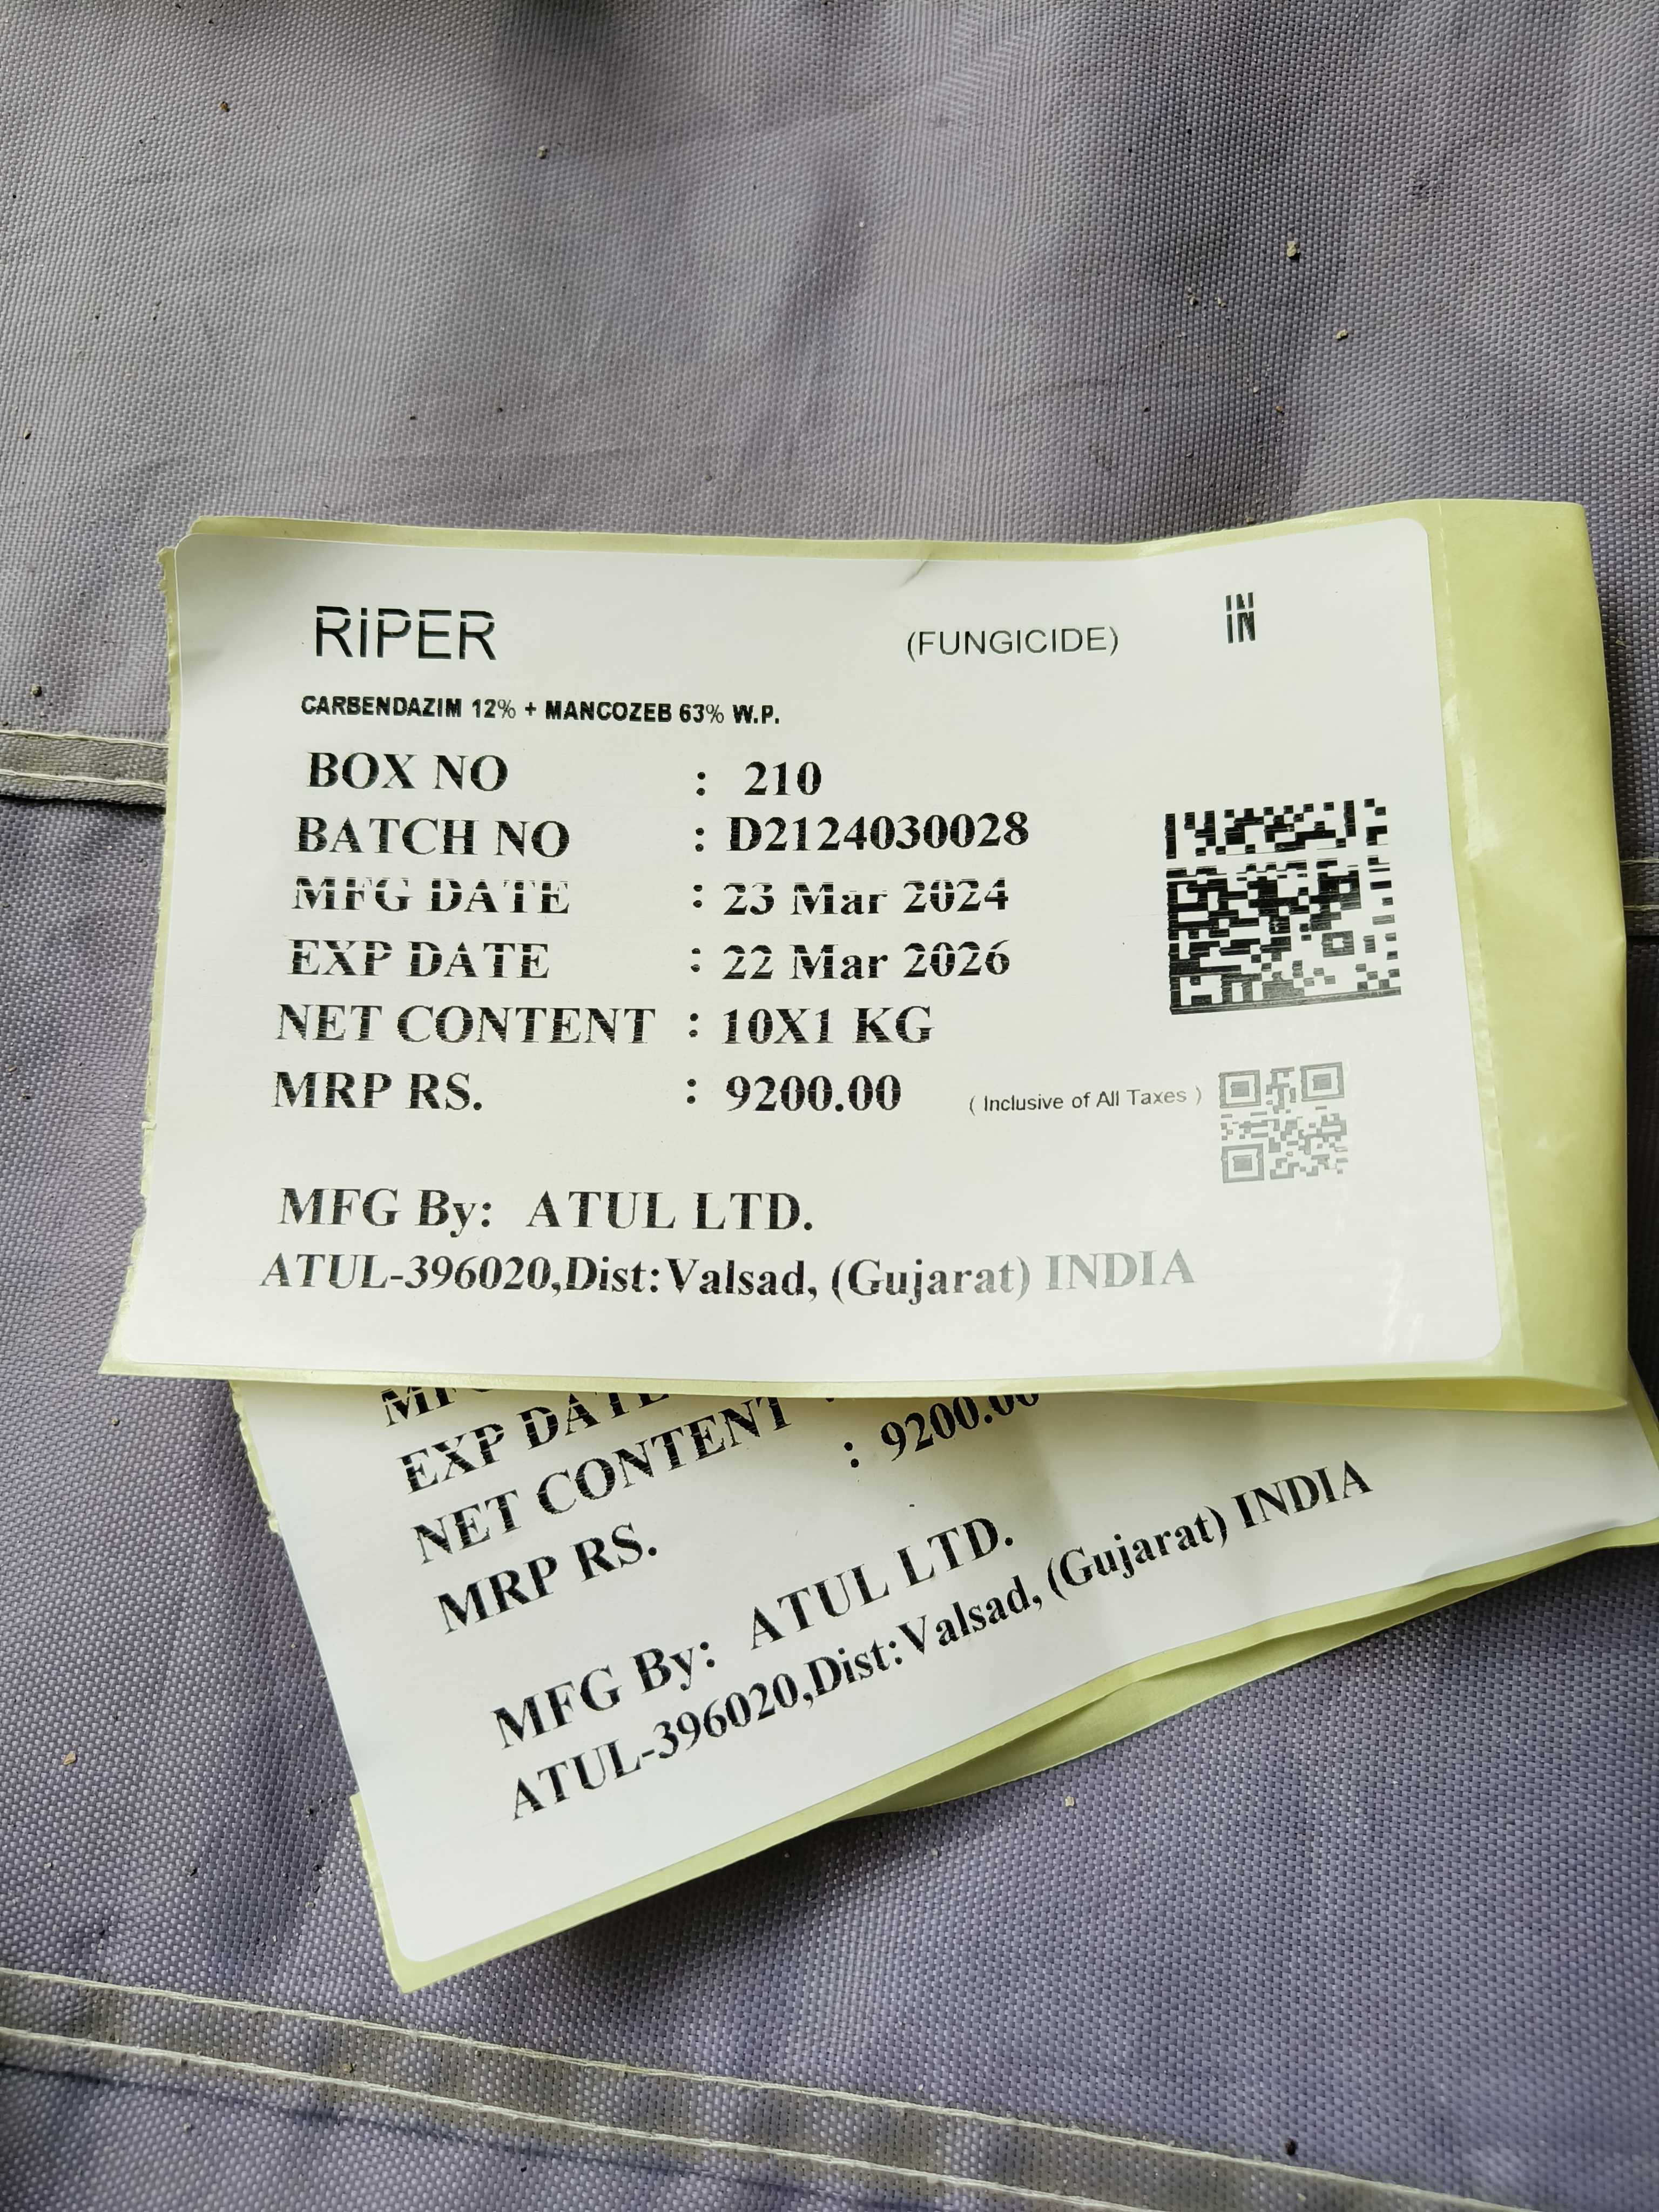 RiPER (FUNGICIDE) IN
CARBENDAZIM 12% + MANCOZEB 63% W.P.
BOX NO : 210
BATCH NO : D2124030028
MFG DATE : 23 Mar 2024
EXP DATE : 22 Mar 2026
NET CONTENT : 10X1 KG
MRP RS. : 9200.00 ( Inclusive of All Taxes )
MFG By: ATUL LTD.
ATUL-396020,Dist:Valsad, (Gujarat) INDIA
EXP DATE
NET CONTENT :
MRP RS. : 9200.00
MFG By: ATUL LTD.
ATUL-396020,Dist:Valsad, (Gujarat) INDIA